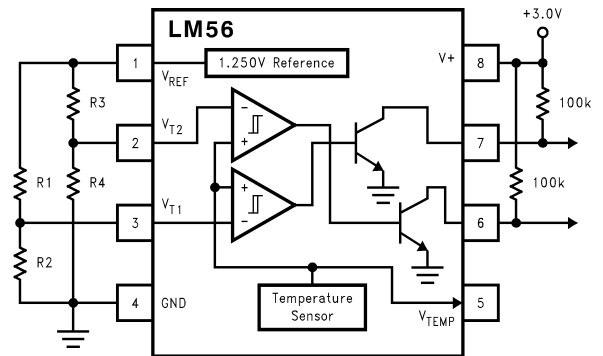 LM56
+3.0V
1
1.250V Reference
V+
8
VREF
R3
100k
VT2
−
2
7
+
R1
R4
+
100k
VT1
3
−
6
R2
4
GND
Temperature
Sensor
5
VTEMP